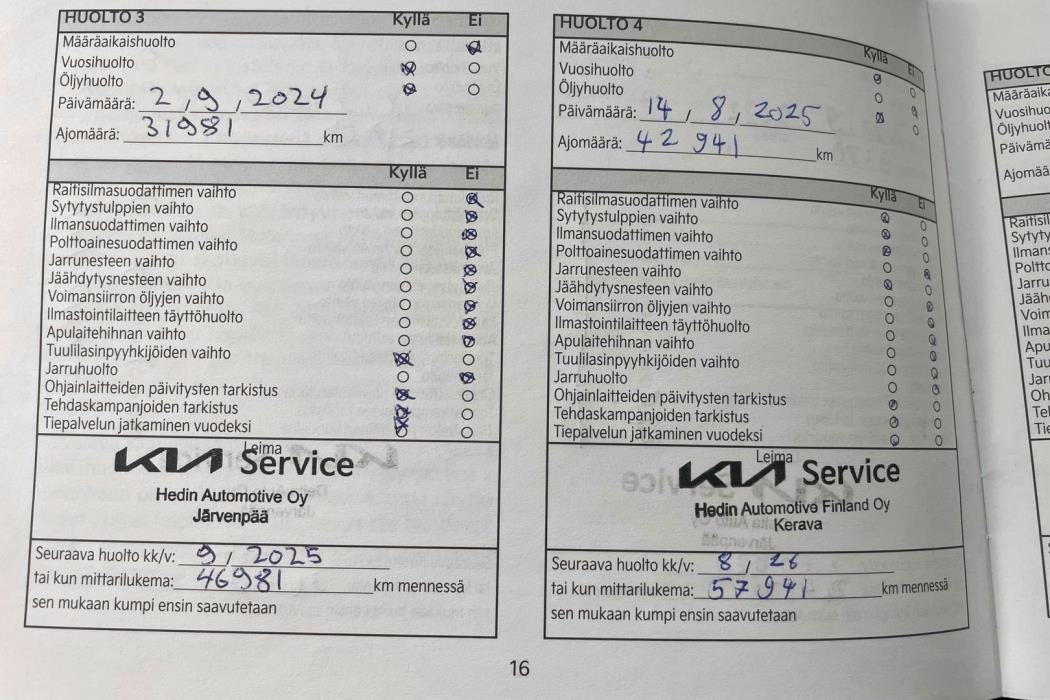 HUOLTO 3 Kyllä Ei
Määräaikaishuolto
Vuosihuolto
Öljyhuolto
Päivämäärä: 2, 9, 2024
Ajomäärä: 31981 km
Kyllä Ei
Raitisilmasuodattimen vaihto
Sytytystulppien vaihto
Ilmansuodattimen vaihto
Polttoainesuodattimen vaihto
Jarrunesteen vaihto
Jäähdytysnesteen vaihto
Voimansiirron öljyjen vaihto
Ilmastointilaitteen täyttöhuolto
Apulaitehihnan vaihto
Tuulilasinpyyhkijöiden vaihto
Jarruhuolto
Ohjainlaitteiden päivitysten tarkistus
Tehdaskampanjoiden tarkistus
Tiepalvelun jatkaminen vuodeksi
Leima
KIA Service
Hedin Automotive Oy
Järvenpää
Seuraava huolto kk/v: 9, 2025
tai kun mittarilukema: 46981 km mennessä
sen mukaan kumpi ensin saavutetaan
HUOLTO 4 Kyllä Ei
Määräaikaishuolto
Vuosihuolto
Öljyhuolto
Päivämäärä: 14, 8, 2025
Ajomäärä: 42 941 km
Kyllä Ei
Raitisilmasuodattimen vaihto
Sytytystulppien vaihto
Ilmansuodattimen vaihto
Polttoainesuodattimen vaihto
Jarrunesteen vaihto
Jäähdytysnesteen vaihto
Voimansiirron öljyjen vaihto
Ilmastointilaitteen täyttöhuolto
Apulaitehihnan vaihto
Tuulilasinpyyhkijöiden vaihto
Jarruhuolto
Ohjainlaitteiden päivitysten tarkistus
Tehdaskampanjoiden tarkistus
Tiepalvelun jatkaminen vuodeksi
Leima
KIA Service
Hedin Automotive Finland Oy
Kerava
Seuraava huolto kk/v: 8, 26
tai kun mittarilukema: 57941 km mennessä
sen mukaan kumpi ensin saavutetaan
16